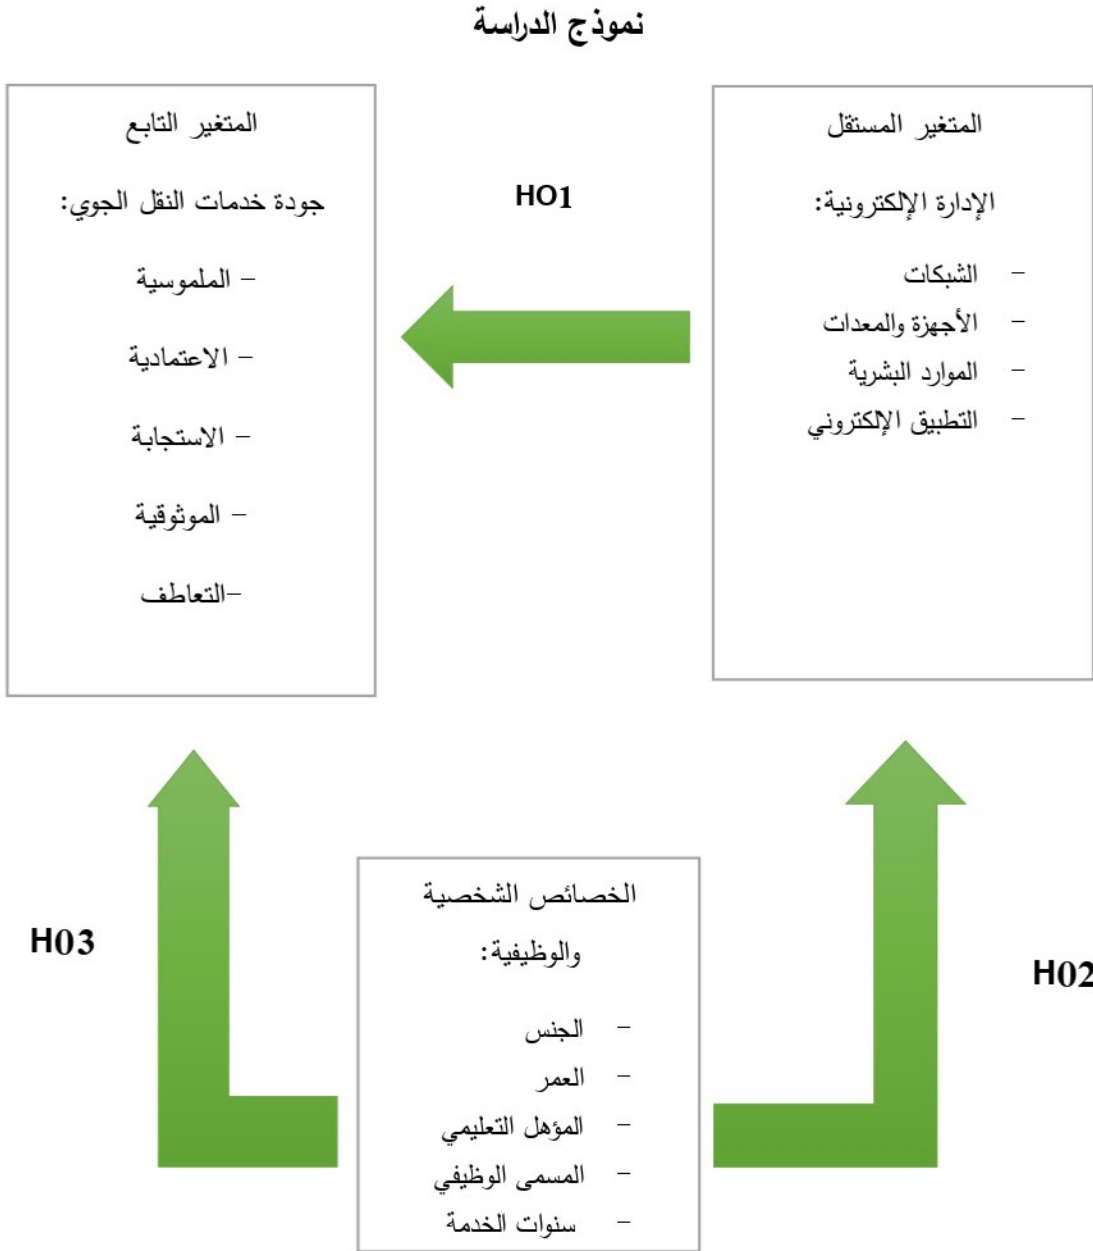 نموذج الدراسة
المتغير المستقل
الإدارة الإلكترونية:
- الشبكات
- الأجهزة والمعدات
- الموارد البشرية
- التطبيق الإلكتروني
HO1
المتغير التابع
جودة خدمات النقل الجوي:
- الملموسية
- الاعتمادية
- الاستجابة
- الموثوقية
-التعاطف
H02
H03
الخصائص الشخصية
والوظيفية:
- الجنس
- العمر
- المؤهل التعليمي
- المسمى الوظيفي
- سنوات الخدمة